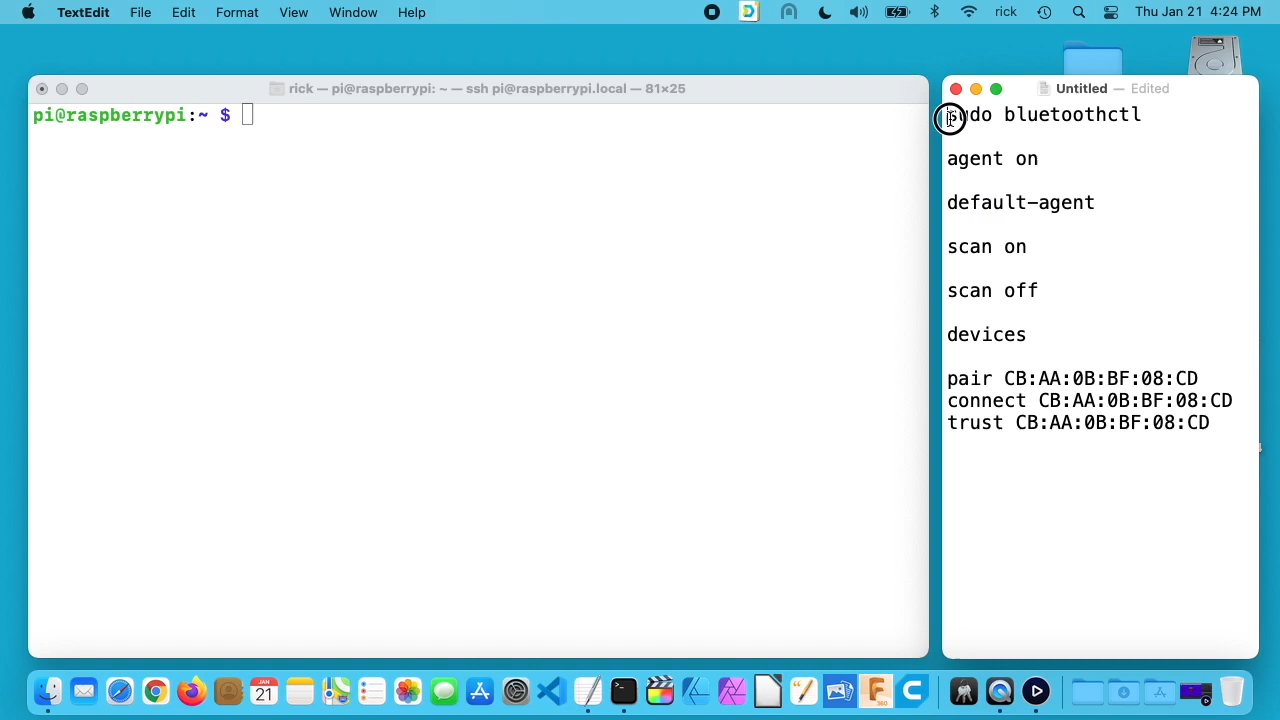 TextEdit File Edit Format View Window Help rick Thu Jan 21 4:24 PM
rick — pi@raspberrypi: ~ — ssh pi@raspberrypi.local — 81×25
pi@raspberrypi:~ $
Untitled — Edited
sudo bluetoothctl
agent on
default-agent
scan on
scan off
devices
pair CB:AA:0B:BF:08:CD
connect CB:AA:0B:BF:08:CD
trust CB:AA:0B:BF:08:CD
JAN
21
360